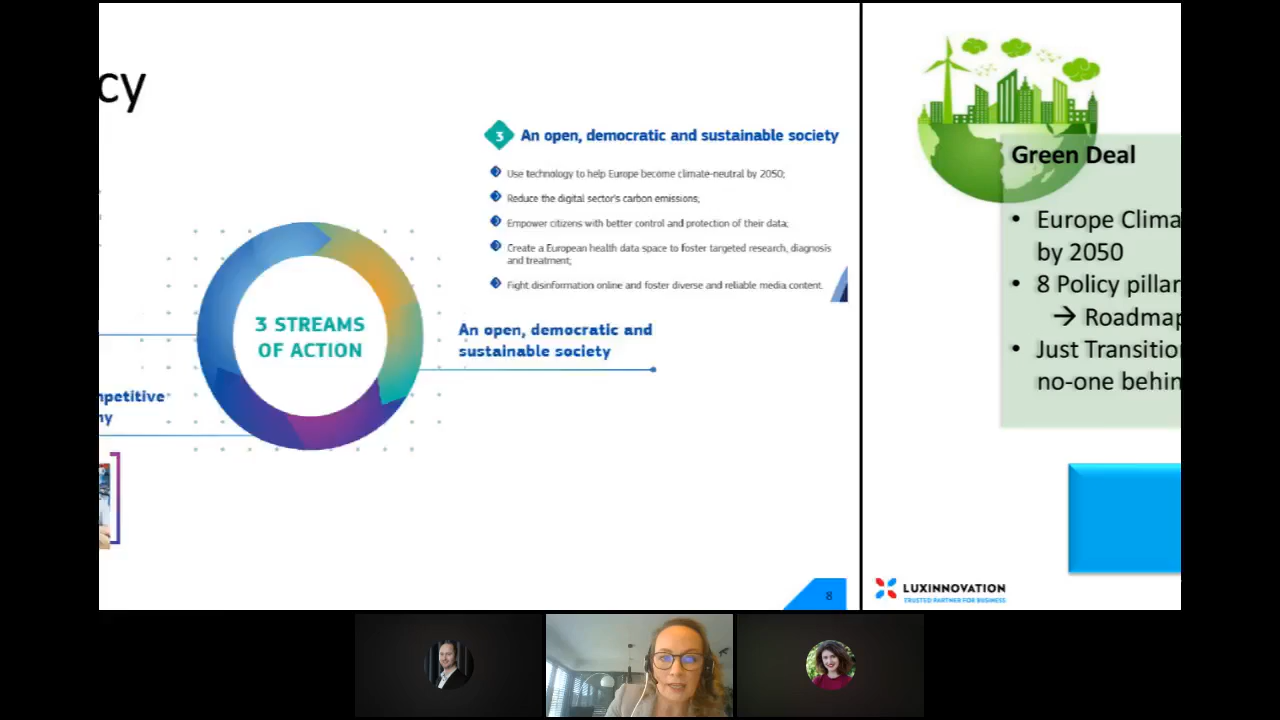 cy
3
An open, democratic and sustainable society
Use technology to help Europe become climate-neutral by 2050;
Reduce the digital sector's carbon emissions;
Empower citizens with better control and protection of their data;
Create a European health data space to foster targeted research, diagnosis
and treatment;
Fight disinformation online and foster diverse and reliable media content.
3 STREAMS
OF ACTION
An open, democratic and
sustainable society
mpetitive
ny
8
Green Deal
• Europe Clima
by 2050
• 8 Policy pillar
→ Roadmap
• Just Transitio
no-one behin
LUXINNOVATION
TRUSTED PARTNER FOR BUSINESS